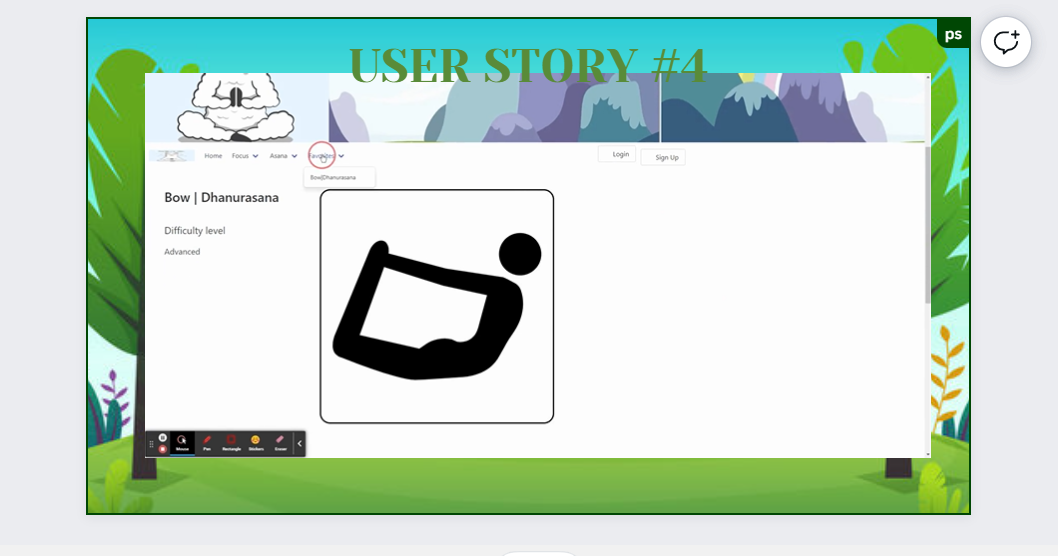 ps
USER STORY #4
Home Focus Asana Favorites Login Sign Up
Bow|Dhanurasana
Bow | Dhanurasana
Difficulty level
Advanced
Mouse Pen Rectangle Stickers Eraser